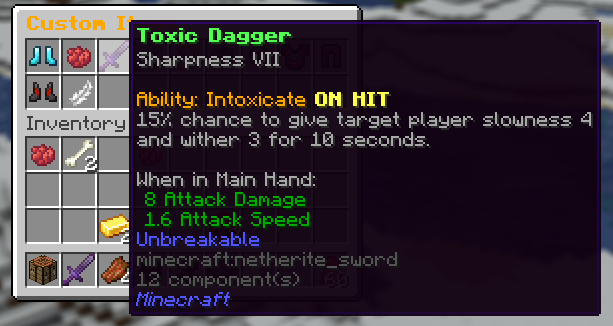 Custom I
Toxic Dagger
Sharpness VII
Ability: Intoxicate ON HIT
15% chance to give target player slowness 4
and wither 3 for 10 seconds.
Inventory
When in Main Hand:
8 Attack Damage
1.6 Attack Speed
Unbreakable
minecraft:netherite_sword
12 component(s)
Minecraft
2